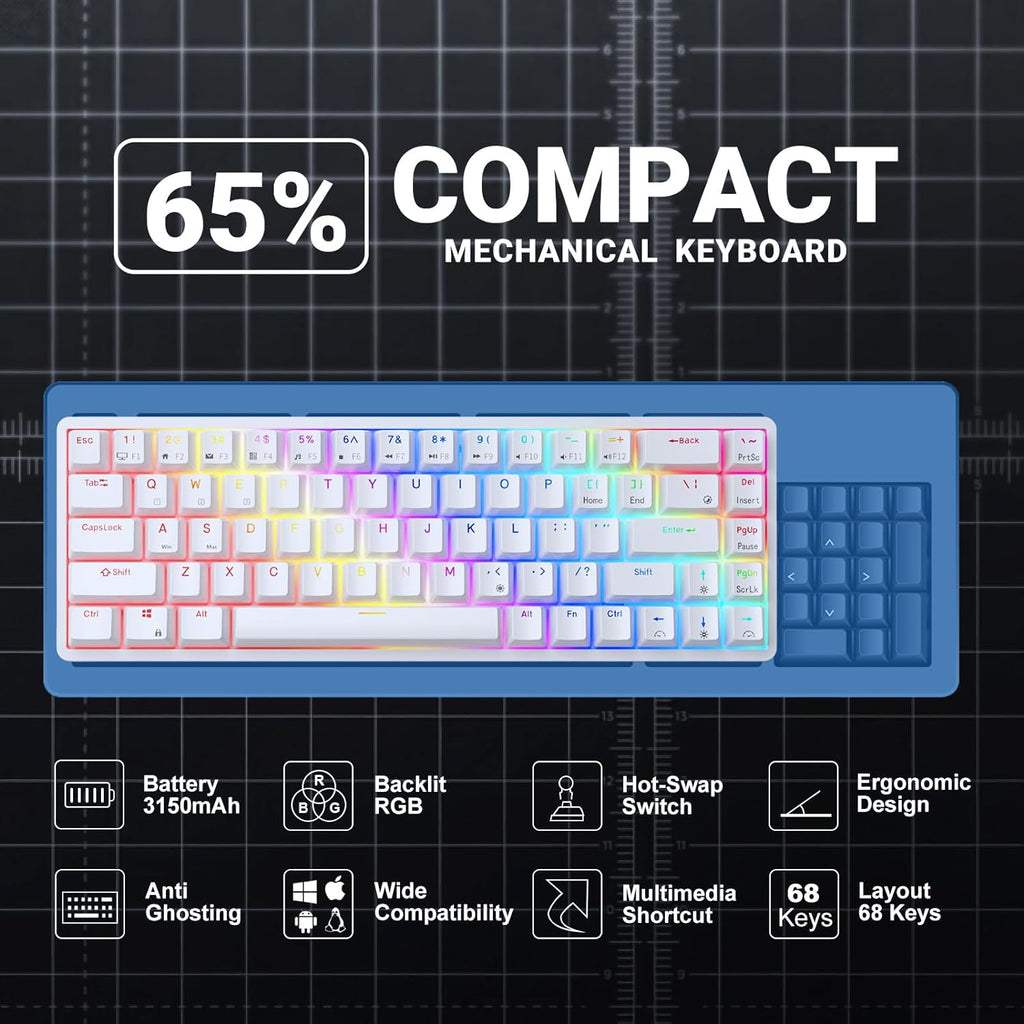 65%
COMPACT
MECHANICAL KEYBOARD
Esc 1! F1 2@ F2 3# F3 4$ F4 5% F5 6^ F6 7& F7 8* F8 9( F9 0) F10 -_ F11 =+ F12 ←Back `~ PrtSc
Tab Q W E R T Y U I O P [{ Home ]} End \| Del Insert
CapsLock A Win S Mac D F G H J K L ;: '" Enter PgUp Pause
Shift Z X C V B N M ,< .> /? Shift ↑ PgDn ScrLk
Ctrl Alt Alt Fn Ctrl ← ↓ →
Battery
3150mAh
R
B G
Backlit
RGB
Hot-Swap
Switch
Ergonomic
Design
Anti
Ghosting
Wide
Compatibility
Multimedia
Shortcut
68
Keys
Layout
68 Keys